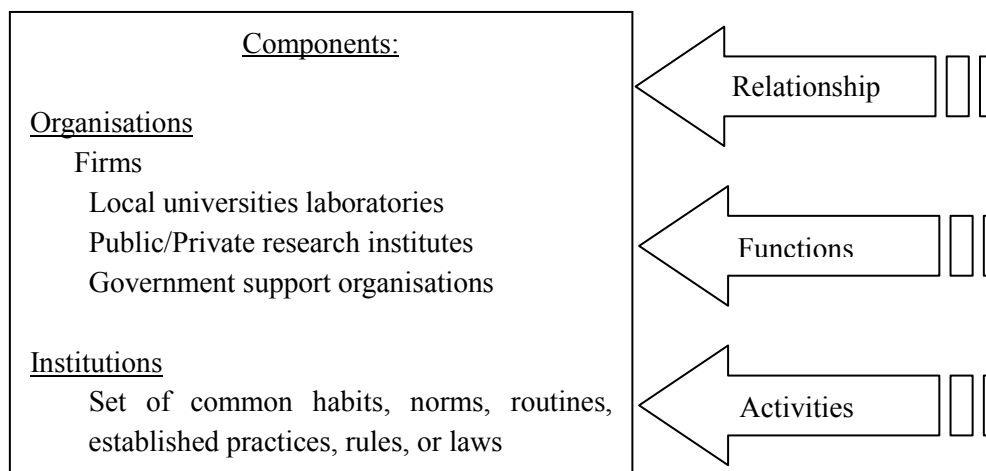 Components:
Organisations
Firms
Local universities laboratories
Public/Private research institutes
Government support organisations
Institutions
Set of common habits, norms, routines,
established practices, rules, or laws
Relationship
Functions
Activities